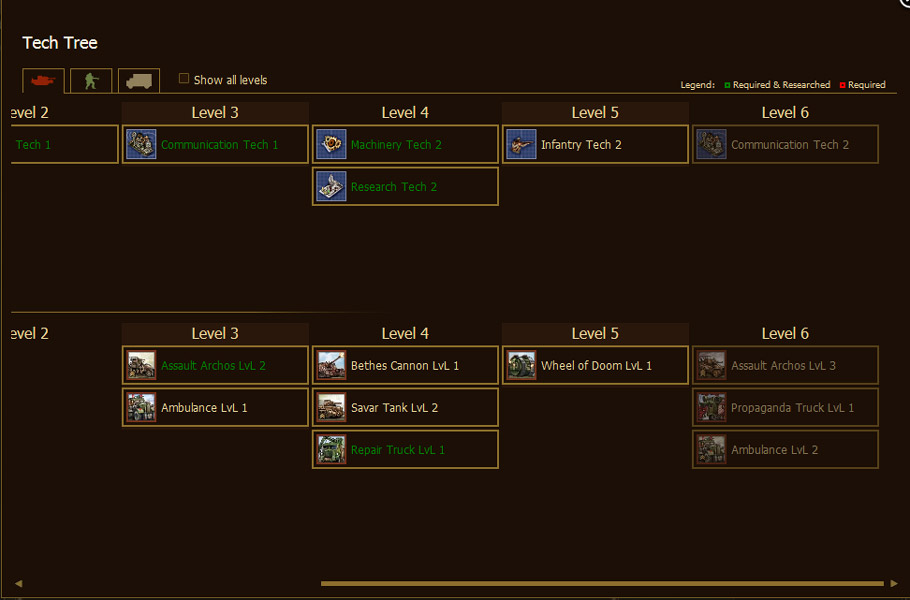 Tech Tree
Show all levels
Legend: Required & Researched Required
evel 2 Level 3 Level 4 Level 5 Level 6
Tech 1 Communication Tech 1 Machinery Tech 2 Infantry Tech 2 Communication Tech 2
Research Tech 2
evel 2 Level 3 Level 4 Level 5 Level 6
Assault Archos LvL 2 Bethes Cannon LvL 1 Wheel of Doom LvL 1 Assault Archos LvL 3
Ambulance LvL 1 Savar Tank LvL 2 Propaganda Truck LvL 1
Repair Truck LvL 1 Ambulance LvL 2